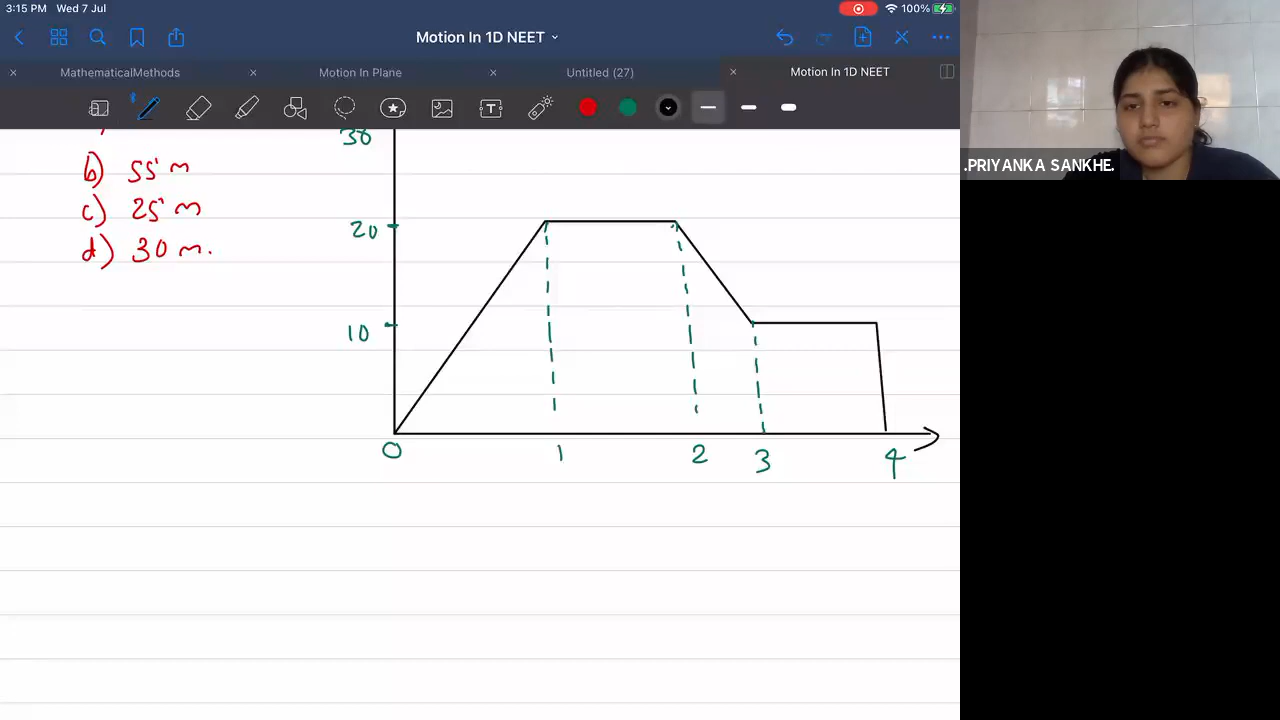 3:15 PM Wed 7 Jul
100%
Motion In 1D NEET
MathematicalMethods
Motion In Plane
Untitled (27)
Motion In 1D NEET
.PRIYANKA SANKHE.
b) 55 m
c) 25 m
d) 30 m.
30
20
10
0 1 2 3 4